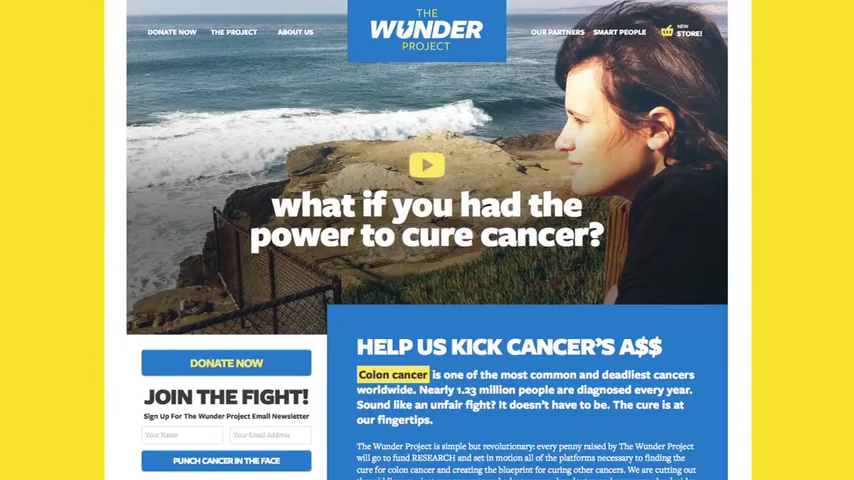 DONATE NOW THE PROJECT ABOUT US
THE
WUNDER
PROJECT
OUR PARTNERS SMART PEOPLE NEW STORE!
what if you had the
power to cure cancer?
DONATE NOW
JOIN THE FIGHT!
Sign Up For The Wunder Project Email Newsletter
Your Name Your Email Address
PUNCH CANCER IN THE FACE
HELP US KICK CANCER'S A$$
Colon cancer is one of the most common and deadliest cancers
worldwide. Nearly 1.23 million people are diagnosed every year.
Sound like an unfair fight? It doesn't have to be. The cure is at
our fingertips.
The Wunder Project is simple but revolutionary: every penny raised by The Wunder Project
will go to fund RESEARCH and set in motion all of the platforms necessary to finding the
cure for colon cancer and creating the blueprint for curing other cancers. We are cutting out